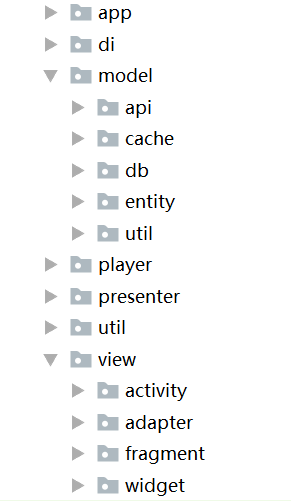 app
di
model
api
cache
db
entity
util
player
presenter
util
view
activity
adapter
fragment
widget